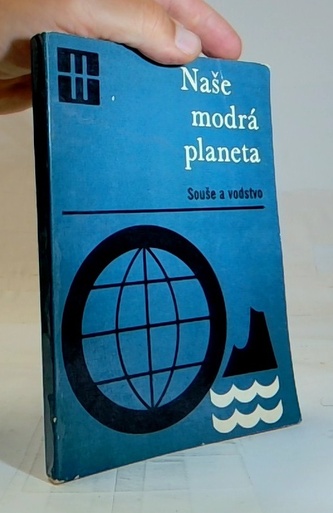 Naše
modrá
planeta
Souše a vodstvo